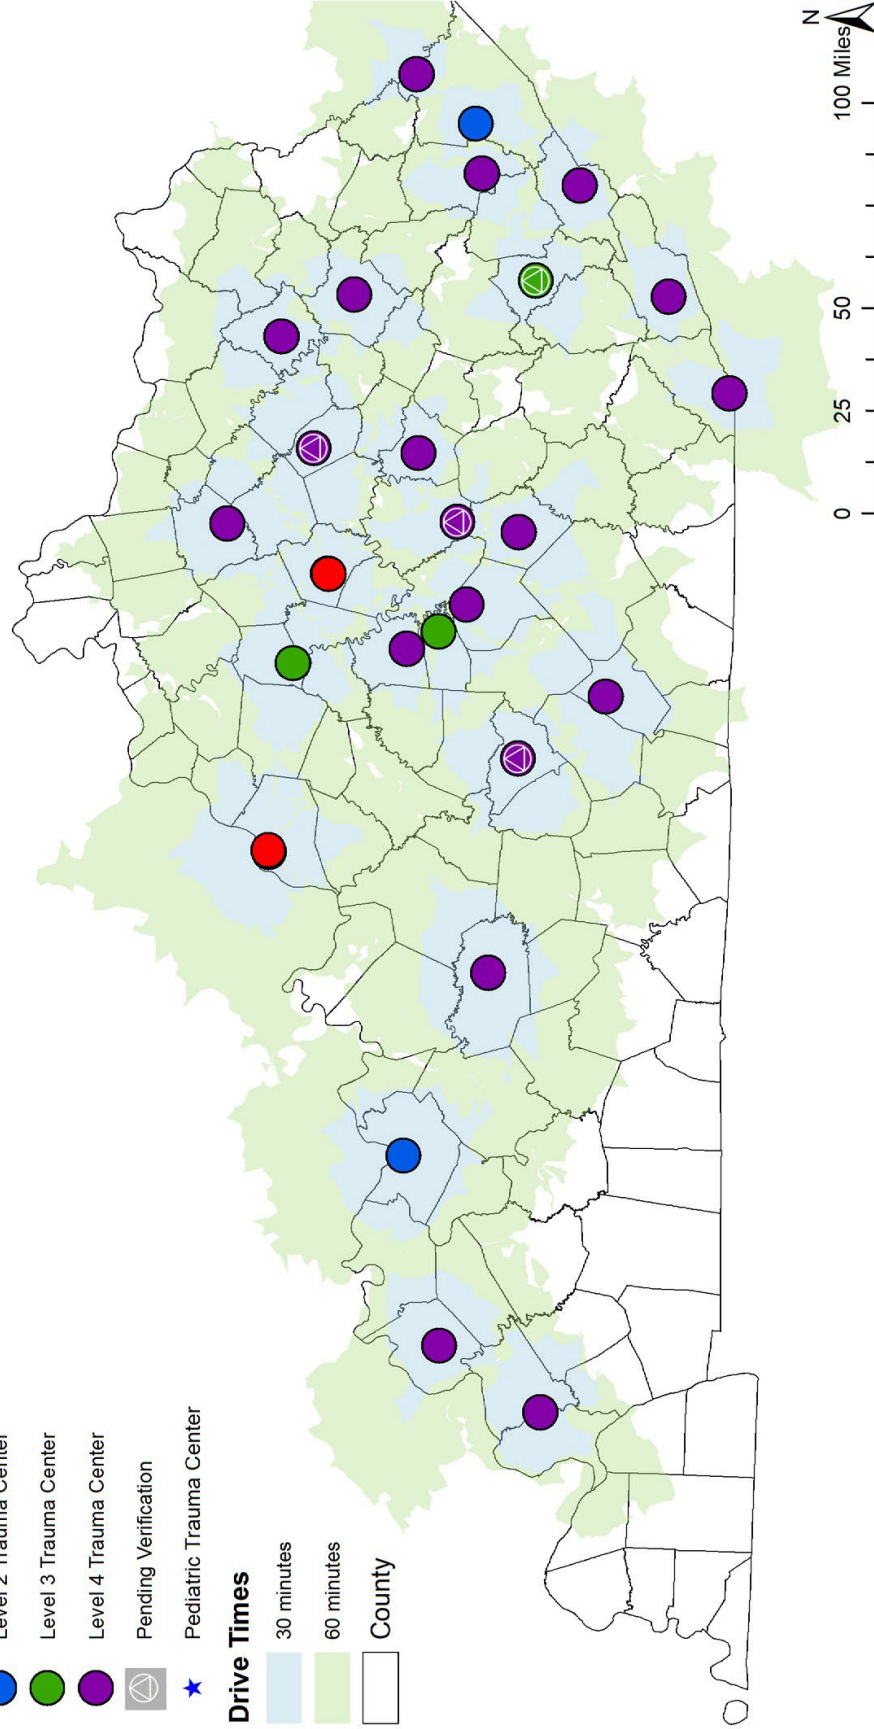 Level 2 Trauma Center
Level 3 Trauma Center
Level 4 Trauma Center
Pending Verification
Pediatric Trauma Center
Drive Times
30 minutes
60 minutes
County
N
0 25 50 100 Miles